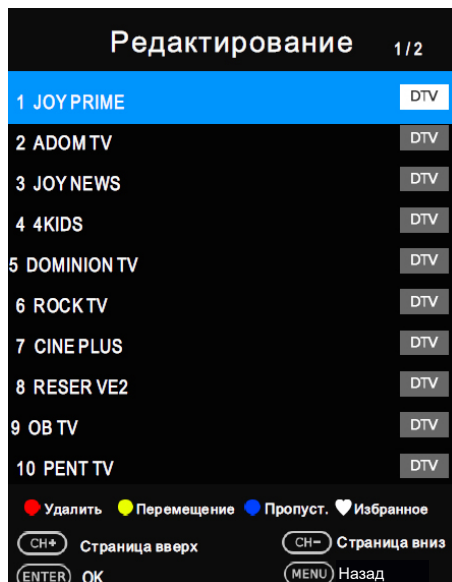 Редактирование 1/2
1 JOY PRIME DTV
2 ADOM TV DTV
3 JOY NEWS DTV
4 4KIDS DTV
5 DOMINION TV DTV
6 ROCK TV DTV
7 CINE PLUS DTV
8 RESER VE2 DTV
9 OB TV DTV
10 PENT TV DTV
Удалить Перемещение Пропуст. Избранное
CH+ Страница вверх CH- Страница вниз
ENTER OK MENU Назад